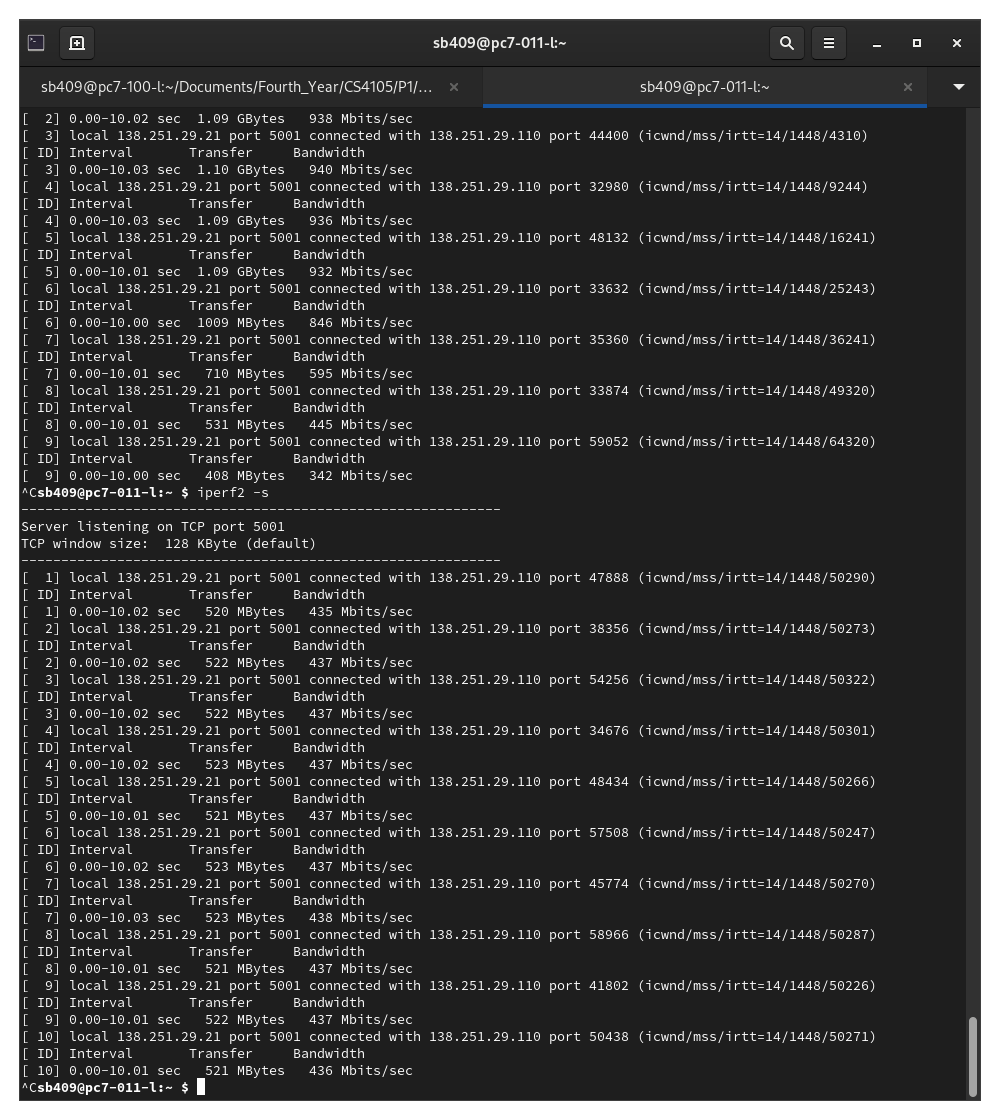 sb409@pc7-011-l:~
sb409@pc7-100-l:~/Documents/Fourth_Year/CS4105/P1/...
sb409@pc7-011-l:~
[  2] 0.00-10.02 sec  1.09 GBytes   938 Mbits/sec
[  3] local 138.251.29.21 port 5001 connected with 138.251.29.110 port 44400 (icwnd/mss/irtt=14/1448/4310)
[ ID] Interval       Transfer     Bandwidth
[  3] 0.00-10.03 sec  1.10 GBytes   940 Mbits/sec
[  4] local 138.251.29.21 port 5001 connected with 138.251.29.110 port 32980 (icwnd/mss/irtt=14/1448/9244)
[ ID] Interval       Transfer     Bandwidth
[  4] 0.00-10.03 sec  1.09 GBytes   936 Mbits/sec
[  5] local 138.251.29.21 port 5001 connected with 138.251.29.110 port 48132 (icwnd/mss/irtt=14/1448/16241)
[ ID] Interval       Transfer     Bandwidth
[  5] 0.00-10.01 sec  1.09 GBytes   932 Mbits/sec
[  6] local 138.251.29.21 port 5001 connected with 138.251.29.110 port 33632 (icwnd/mss/irtt=14/1448/25243)
[ ID] Interval       Transfer     Bandwidth
[  6] 0.00-10.00 sec  1009 MBytes   846 Mbits/sec
[  7] local 138.251.29.21 port 5001 connected with 138.251.29.110 port 35360 (icwnd/mss/irtt=14/1448/36241)
[ ID] Interval       Transfer     Bandwidth
[  7] 0.00-10.01 sec   710 MBytes   595 Mbits/sec
[  8] local 138.251.29.21 port 5001 connected with 138.251.29.110 port 33874 (icwnd/mss/irtt=14/1448/49320)
[ ID] Interval       Transfer     Bandwidth
[  8] 0.00-10.01 sec   531 MBytes   445 Mbits/sec
[  9] local 138.251.29.21 port 5001 connected with 138.251.29.110 port 59052 (icwnd/mss/irtt=14/1448/64320)
[ ID] Interval       Transfer     Bandwidth
[  9] 0.00-10.00 sec   408 MBytes   342 Mbits/sec
^Csb409@pc7-011-l:~ $ iperf2 -s
------------------------------------------------------------
Server listening on TCP port 5001
TCP window size:  128 KByte (default)
------------------------------------------------------------
[  1] local 138.251.29.21 port 5001 connected with 138.251.29.110 port 47888 (icwnd/mss/irtt=14/1448/50290)
[ ID] Interval       Transfer     Bandwidth
[  1] 0.00-10.02 sec   520 MBytes   435 Mbits/sec
[  2] local 138.251.29.21 port 5001 connected with 138.251.29.110 port 38356 (icwnd/mss/irtt=14/1448/50273)
[ ID] Interval       Transfer     Bandwidth
[  2] 0.00-10.02 sec   522 MBytes   437 Mbits/sec
[  3] local 138.251.29.21 port 5001 connected with 138.251.29.110 port 54256 (icwnd/mss/irtt=14/1448/50322)
[ ID] Interval       Transfer     Bandwidth
[  3] 0.00-10.02 sec   522 MBytes   437 Mbits/sec
[  4] local 138.251.29.21 port 5001 connected with 138.251.29.110 port 34676 (icwnd/mss/irtt=14/1448/50301)
[ ID] Interval       Transfer     Bandwidth
[  4] 0.00-10.02 sec   523 MBytes   437 Mbits/sec
[  5] local 138.251.29.21 port 5001 connected with 138.251.29.110 port 48434 (icwnd/mss/irtt=14/1448/50266)
[ ID] Interval       Transfer     Bandwidth
[  5] 0.00-10.01 sec   521 MBytes   437 Mbits/sec
[  6] local 138.251.29.21 port 5001 connected with 138.251.29.110 port 57508 (icwnd/mss/irtt=14/1448/50247)
[ ID] Interval       Transfer     Bandwidth
[  6] 0.00-10.02 sec   523 MBytes   437 Mbits/sec
[  7] local 138.251.29.21 port 5001 connected with 138.251.29.110 port 45774 (icwnd/mss/irtt=14/1448/50270)
[ ID] Interval       Transfer     Bandwidth
[  7] 0.00-10.03 sec   523 MBytes   438 Mbits/sec
[  8] local 138.251.29.21 port 5001 connected with 138.251.29.110 port 58966 (icwnd/mss/irtt=14/1448/50287)
[ ID] Interval       Transfer     Bandwidth
[  8] 0.00-10.01 sec   521 MBytes   437 Mbits/sec
[  9] local 138.251.29.21 port 5001 connected with 138.251.29.110 port 41802 (icwnd/mss/irtt=14/1448/50226)
[ ID] Interval       Transfer     Bandwidth
[  9] 0.00-10.01 sec   522 MBytes   437 Mbits/sec
[ 10] local 138.251.29.21 port 5001 connected with 138.251.29.110 port 50438 (icwnd/mss/irtt=14/1448/50271)
[ ID] Interval       Transfer     Bandwidth
[ 10] 0.00-10.01 sec   521 MBytes   436 Mbits/sec
^Csb409@pc7-011-l:~ $